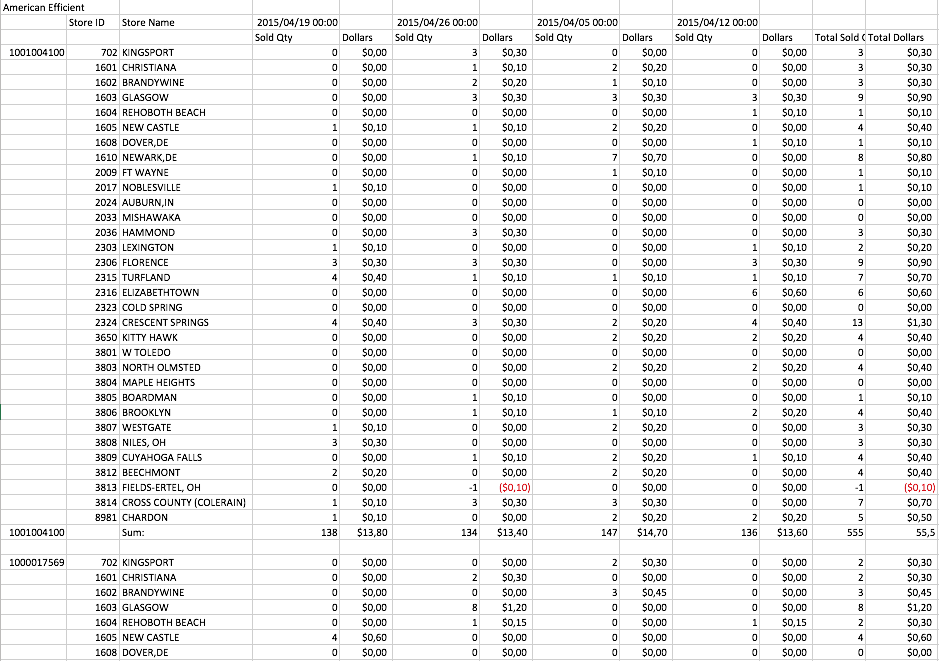 American Efficient
Store ID Store Name 2015/04/19 00:00 2015/04/26 00:00 2015/04/05 00:00 2015/04/12 00:00
Sold Qty Dollars Sold Qty Dollars Sold Qty Dollars Sold Qty Dollars Total Sold ( Total Dollars
1001004100 702 KINGSPORT 0 $0,00 3 $0,30 0 $0,00 0 $0,00 3 $0,30
1601 CHRISTIANA 0 $0,00 1 $0,10 2 $0,20 0 $0,00 3 $0,30
1602 BRANDYWINE 0 $0,00 2 $0,20 1 $0,10 0 $0,00 3 $0,30
1603 GLASGOW 0 $0,00 3 $0,30 3 $0,30 3 $0,30 9 $0,90
1604 REHOBOTH BEACH 0 $0,00 0 $0,00 0 $0,00 1 $0,10 1 $0,10
1605 NEW CASTLE 1 $0,10 1 $0,10 2 $0,20 0 $0,00 4 $0,40
1608 DOVER,DE 0 $0,00 0 $0,00 0 $0,00 1 $0,10 1 $0,10
1610 NEWARK,DE 0 $0,00 1 $0,10 7 $0,70 0 $0,00 8 $0,80
2009 FT WAYNE 0 $0,00 0 $0,00 1 $0,10 0 $0,00 1 $0,10
2017 NOBLESVILLE 1 $0,10 0 $0,00 0 $0,00 0 $0,00 1 $0,10
2024 AUBURN,IN 0 $0,00 0 $0,00 0 $0,00 0 $0,00 0 $0,00
2033 MISHAWAKA 0 $0,00 0 $0,00 0 $0,00 0 $0,00 0 $0,00
2036 HAMMOND 0 $0,00 3 $0,30 0 $0,00 0 $0,00 3 $0,30
2303 LEXINGTON 1 $0,10 0 $0,00 0 $0,00 1 $0,10 2 $0,20
2306 FLORENCE 3 $0,30 3 $0,30 0 $0,00 3 $0,30 9 $0,90
2315 TURFLAND 4 $0,40 1 $0,10 1 $0,10 1 $0,10 7 $0,70
2316 ELIZABETHTOWN 0 $0,00 0 $0,00 0 $0,00 6 $0,60 6 $0,60
2323 COLD SPRING 0 $0,00 0 $0,00 0 $0,00 0 $0,00 0 $0,00
2324 CRESCENT SPRINGS 4 $0,40 3 $0,30 2 $0,20 4 $0,40 13 $1,30
3650 KITTY HAWK 0 $0,00 0 $0,00 2 $0,20 2 $0,20 4 $0,40
3801 W TOLEDO 0 $0,00 0 $0,00 0 $0,00 0 $0,00 0 $0,00
3803 NORTH OLMSTED 0 $0,00 0 $0,00 2 $0,20 2 $0,20 4 $0,40
3804 MAPLE HEIGHTS 0 $0,00 0 $0,00 0 $0,00 0 $0,00 0 $0,00
3805 BOARDMAN 0 $0,00 1 $0,10 0 $0,00 0 $0,00 1 $0,10
3806 BROOKLYN 0 $0,00 1 $0,10 1 $0,10 2 $0,20 4 $0,40
3807 WESTGATE 1 $0,10 0 $0,00 2 $0,20 0 $0,00 3 $0,30
3808 NILES, OH 3 $0,30 0 $0,00 0 $0,00 0 $0,00 3 $0,30
3809 CUYAHOGA FALLS 0 $0,00 1 $0,10 2 $0,20 1 $0,10 4 $0,40
3812 BEECHMONT 2 $0,20 0 $0,00 2 $0,20 0 $0,00 4 $0,40
3813 FIELDS-ERTEL, OH 0 $0,00 -1 ($0,10) 0 $0,00 0 $0,00 -1 ($0,10)
3814 CROSS COUNTY (COLERAIN) 1 $0,10 3 $0,30 3 $0,30 0 $0,00 7 $0,70
8981 CHARDON 1 $0,10 0 $0,00 2 $0,20 2 $0,20 5 $0,50
1001004100 Sum: 138 $13,80 134 $13,40 147 $14,70 136 $13,60 555 55,5
1000017569 702 KINGSPORT 0 $0,00 0 $0,00 2 $0,30 0 $0,00 2 $0,30
1601 CHRISTIANA 0 $0,00 2 $0,30 0 $0,00 0 $0,00 2 $0,30
1602 BRANDYWINE 0 $0,00 0 $0,00 3 $0,45 0 $0,00 3 $0,45
1603 GLASGOW 0 $0,00 8 $1,20 0 $0,00 0 $0,00 8 $1,20
1604 REHOBOTH BEACH 0 $0,00 1 $0,15 0 $0,00 1 $0,15 2 $0,30
1605 NEW CASTLE 4 $0,60 0 $0,00 0 $0,00 0 $0,00 4 $0,60
1608 DOVER,DE 0 $0,00 0 $0,00 0 $0,00 0 $0,00 0 $0,00